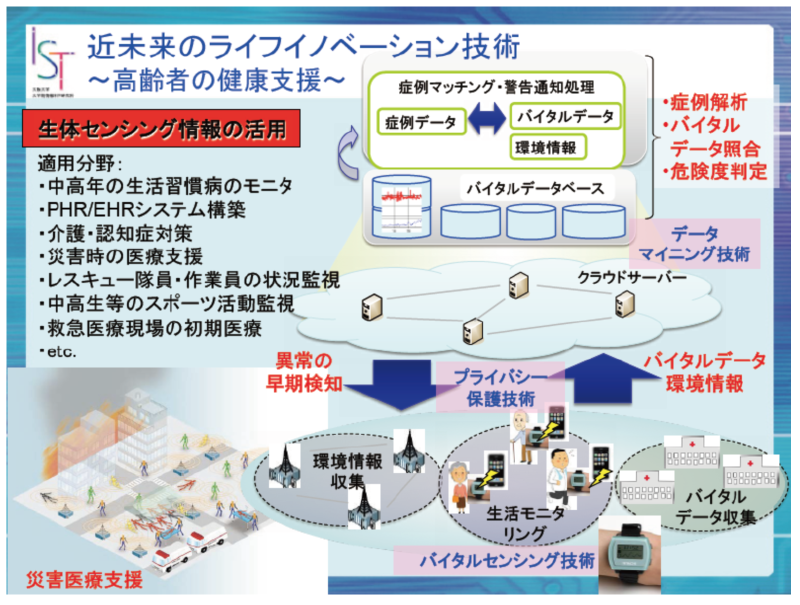 IST
近未来のライフイノベーション技術
～高齢者の健康支援～
生体センシング情報の活用
適用分野：
・中高年の生活習慣病のモニタ
・PHR/EHRシステム構築
・介護・認知症対策
・災害時の医療支援
・レスキュー隊員・作業員の状況監視
・中高生等のスポーツ活動監視
・救急医療現場の初期医療
・etc.
症例マッチング・警告通知処理
症例データ
バイタルデータ
環境情報
・症例解析
・バイタル
データ照合
・危険度判定
バイタルデータベース
データ
マイニング技術
クラウドサーバー
異常の
早期検知
プライバシー
保護技術
バイタルデータ
環境情報
環境情報
収集
生活モニタ
リング
バイタル
データ収集
バイタルセンシング技術
災害医療支援